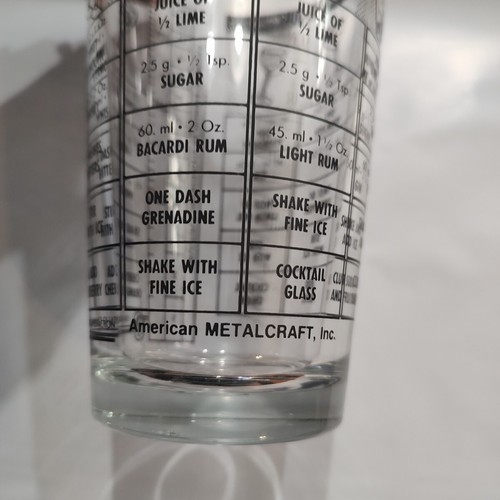 JUICE OF
½ LIME
2.5 g. • ½ Tsp.
SUGAR
60. ml • 2 Oz.
BACARDI RUM
ONE DASH
GRENADINE
SHAKE WITH
FINE ICE
JUICE OF
½ LIME
2.5 g. • ½ Tsp.
SUGAR
45. ml • 1½ Oz.
LIGHT RUM
SHAKE WITH
FINE ICE
COCKTAIL
GLASS
American METALCRAFT, Inc.